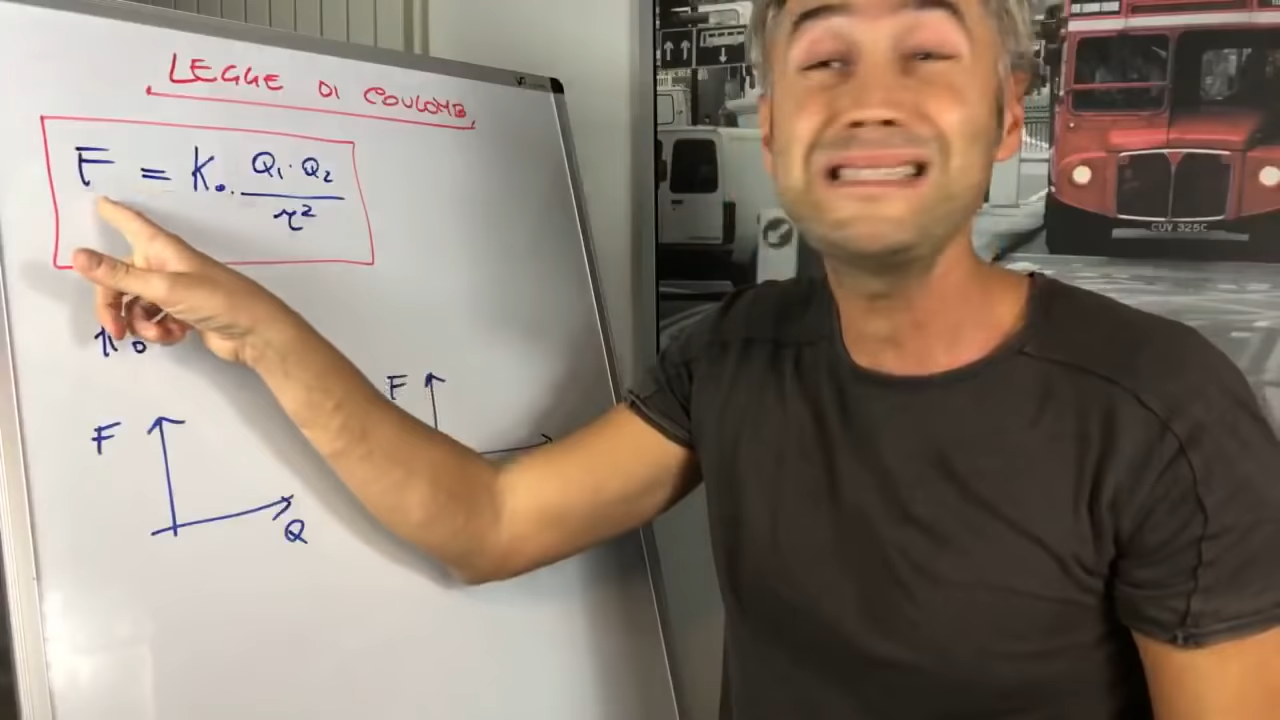 LEGGE DI COULOMB
F = K₀ · Q₁ · Q₂ / r²
F
F
Q
CUV 325C